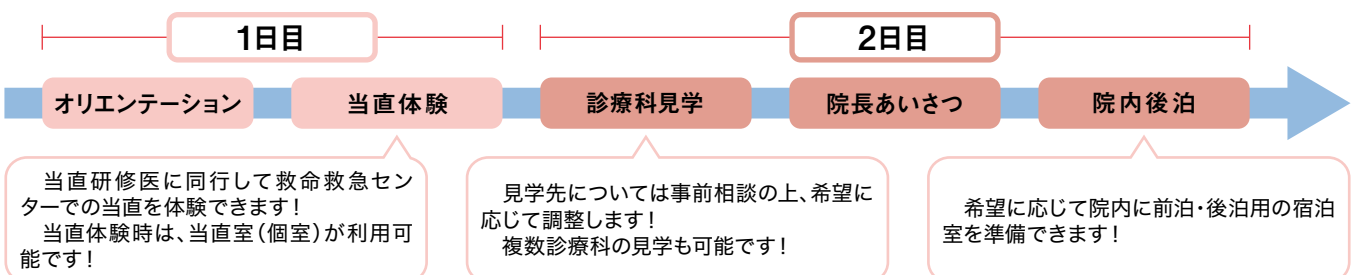 1日目
2日目
オリエンテーション
当直体験
診療科見学
院長あいさつ
院内後泊
当直研修医に同行して救命救急セン
ターでの当直を体験できます!
当直体験時は、当直室(個室)が利用可
能です!
見学先については事前相談の上、希望に
応じて調整します!
複数診療科の見学も可能です!
希望に応じて院内に前泊・後泊用の宿泊
室を準備できます!